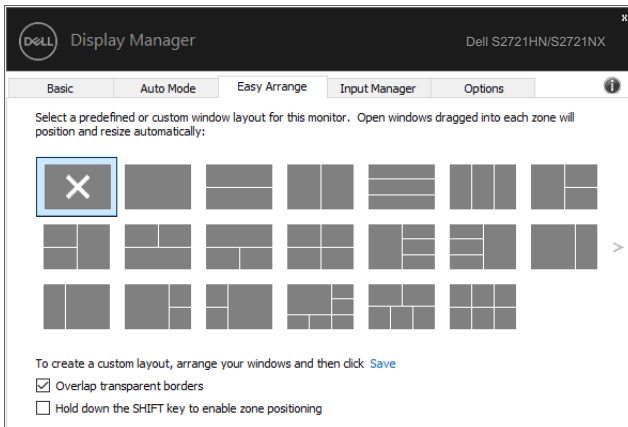 x
DELL Display Manager Dell S2721HN/S2721NX
Basic Auto Mode Easy Arrange Input Manager Options i
Select a predefined or custom window layout for this monitor. Open windows dragged into each zone will
position and resize automatically:
>
To create a custom layout, arrange your windows and then click Save
Overlap transparent borders
Hold down the SHIFT key to enable zone positioning